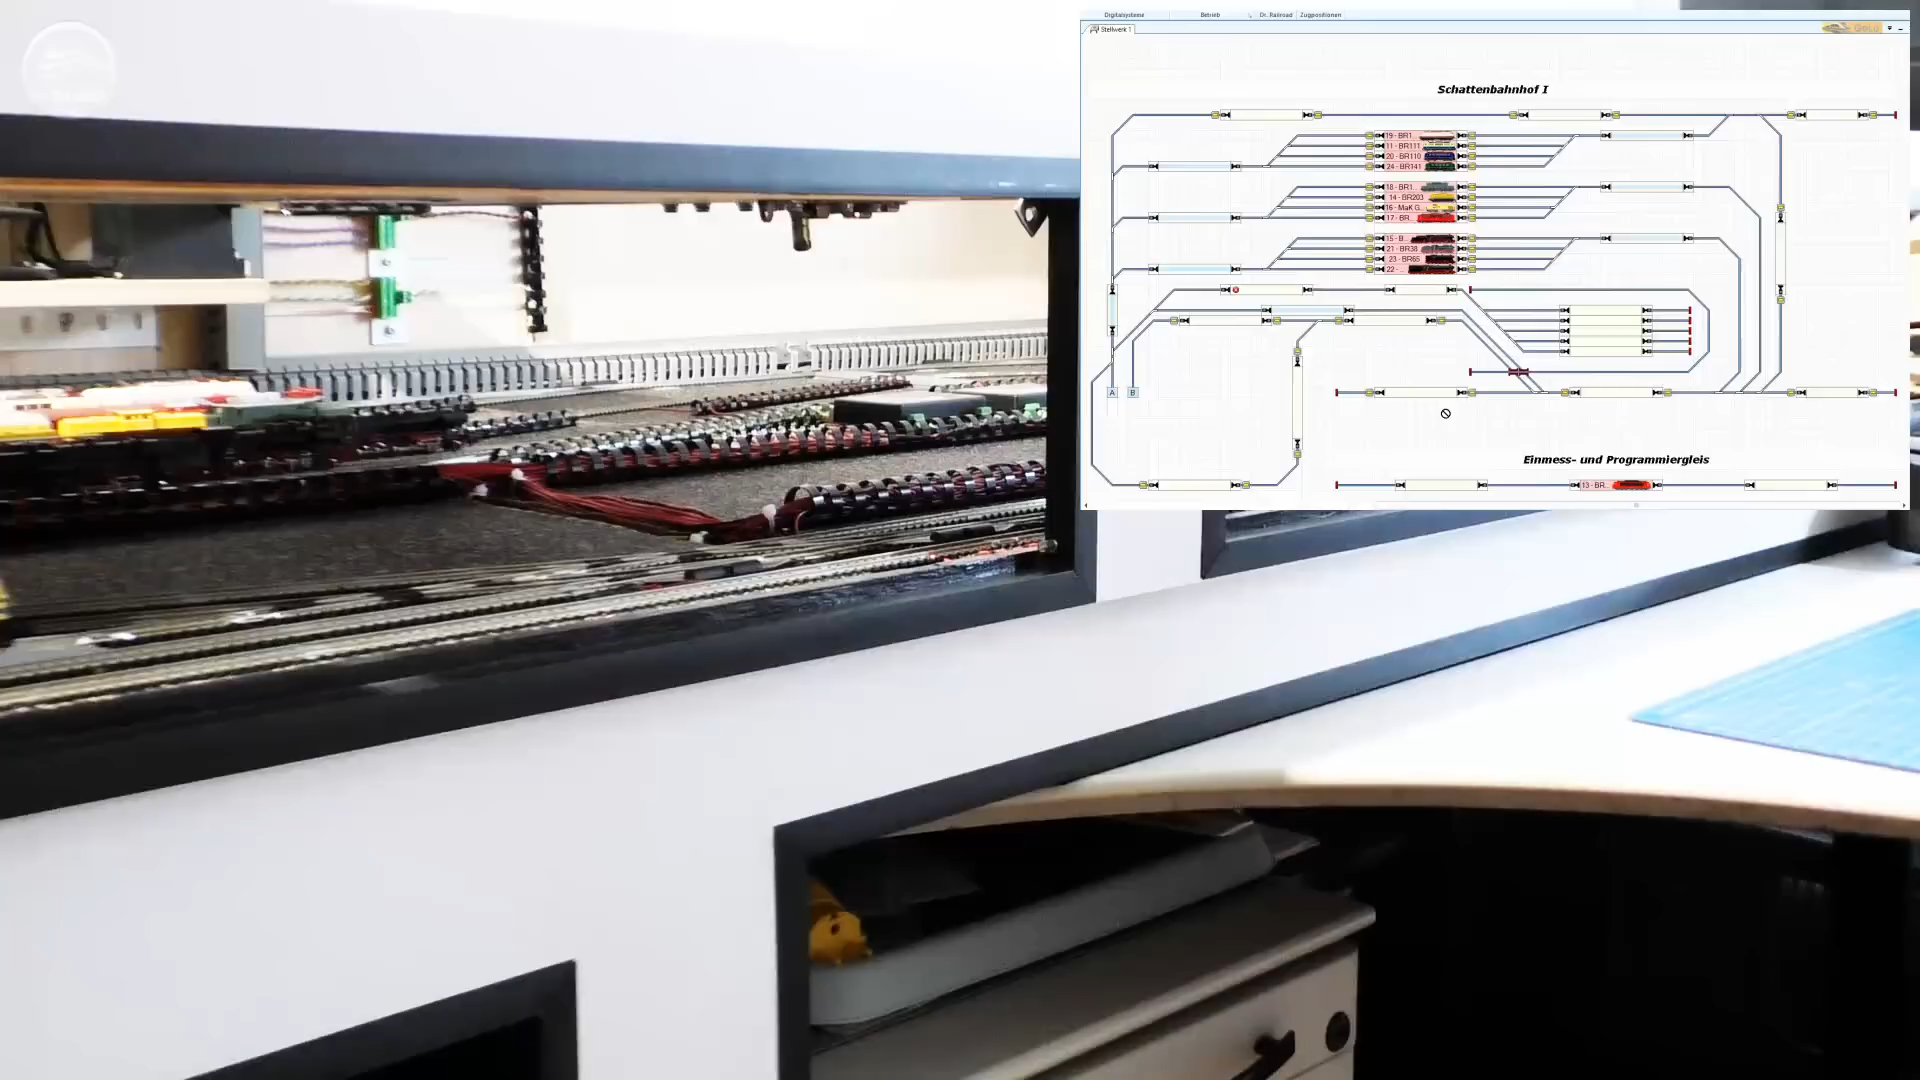 Digitalsysteme Betrieb Dr. Railroad Zugpositionen
Stellwerk 1
Gold
Schattenbahnhof I
19 - BR1..
11 - BR111
20 - BR110
24 - BR141
18 - BR1..
14 - BR203
16 - MaK G..
17 - BR..
15 - B..
21 - BR38
23 - BR65
22 - ..
A B
Einmess- und Programmiergleis
13 - BR..